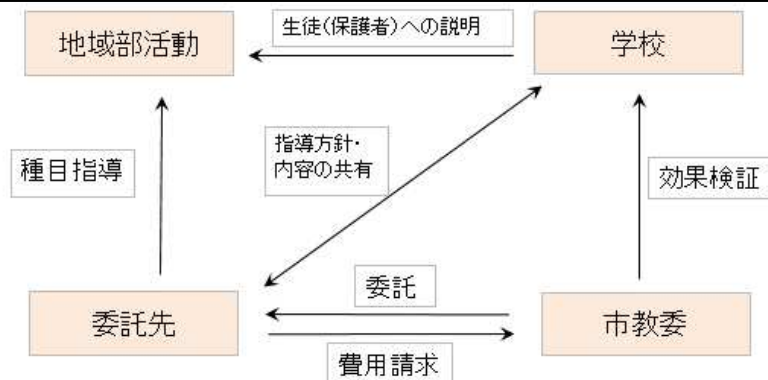 生徒(保護者)への説明
地域部活動
学校
指導方針・
内容の共有
種目指導
効果検証
委託
委託先
市教委
費用請求